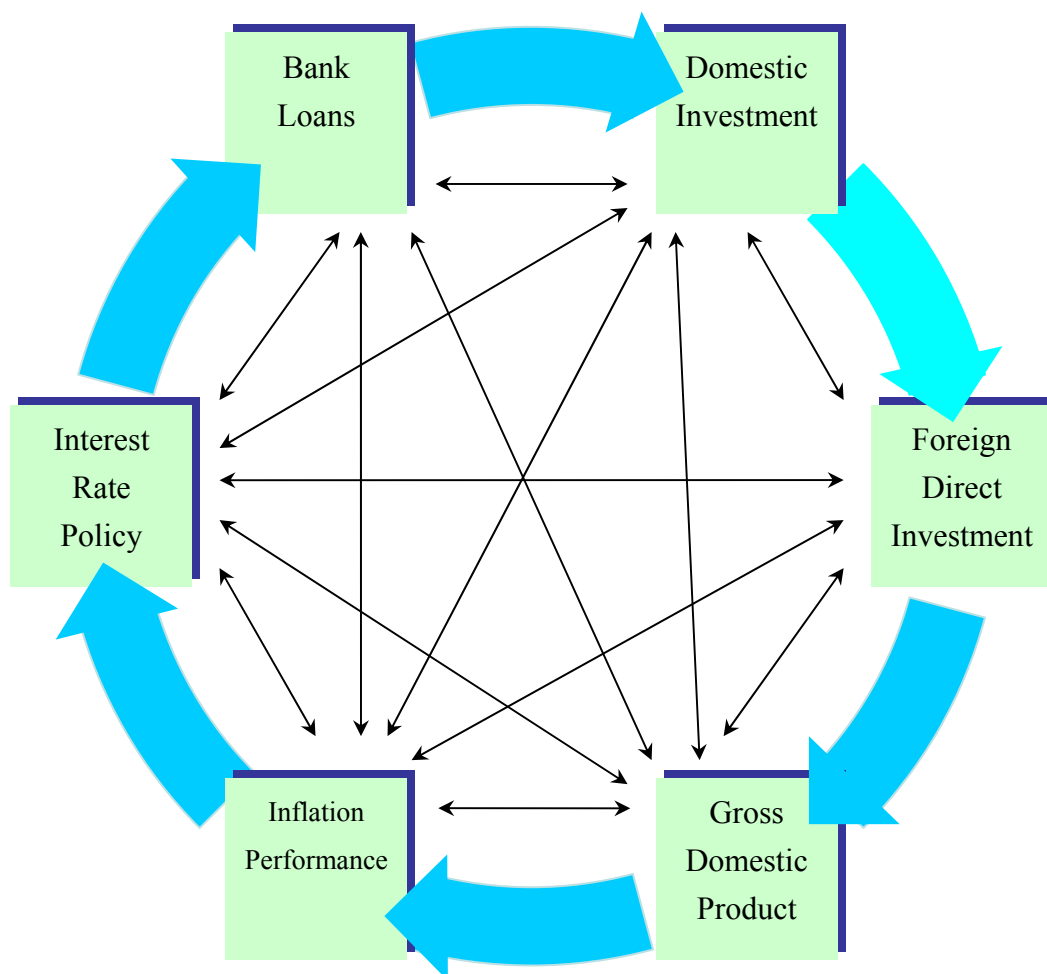 Bank
Loans
Domestic
Investment
Interest
Rate
Policy
Foreign
Direct
Investment
Inflation
Performance
Gross
Domestic
Product